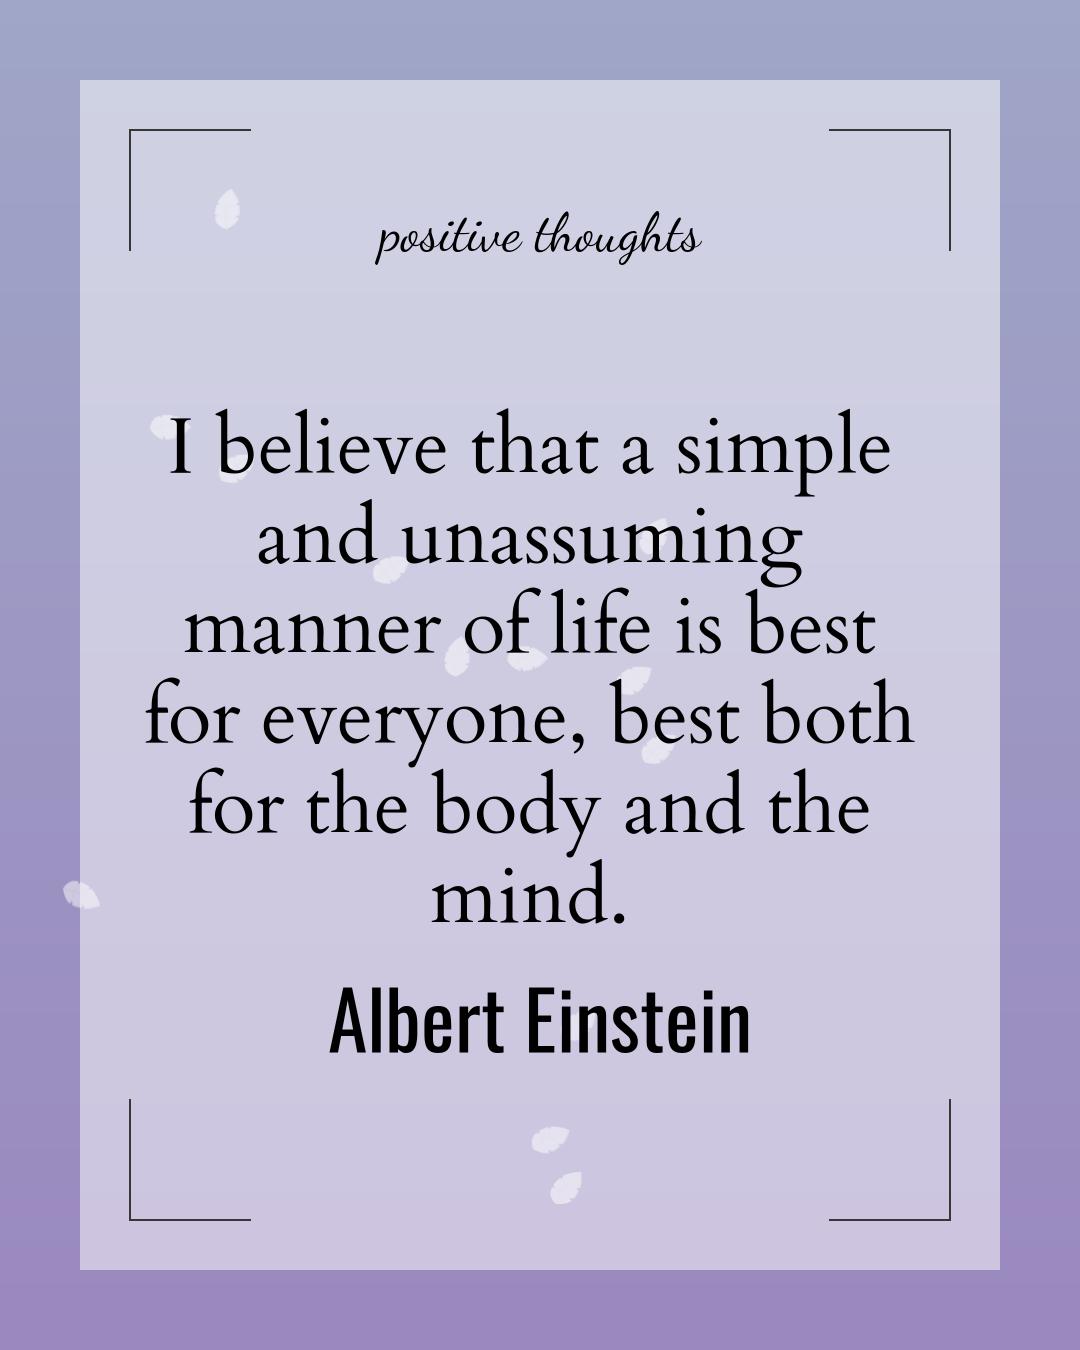 positive thoughts
I believe that a simple
and unassuming
manner of life is best
for everyone, best both
for the body and the
mind.
Albert Einstein